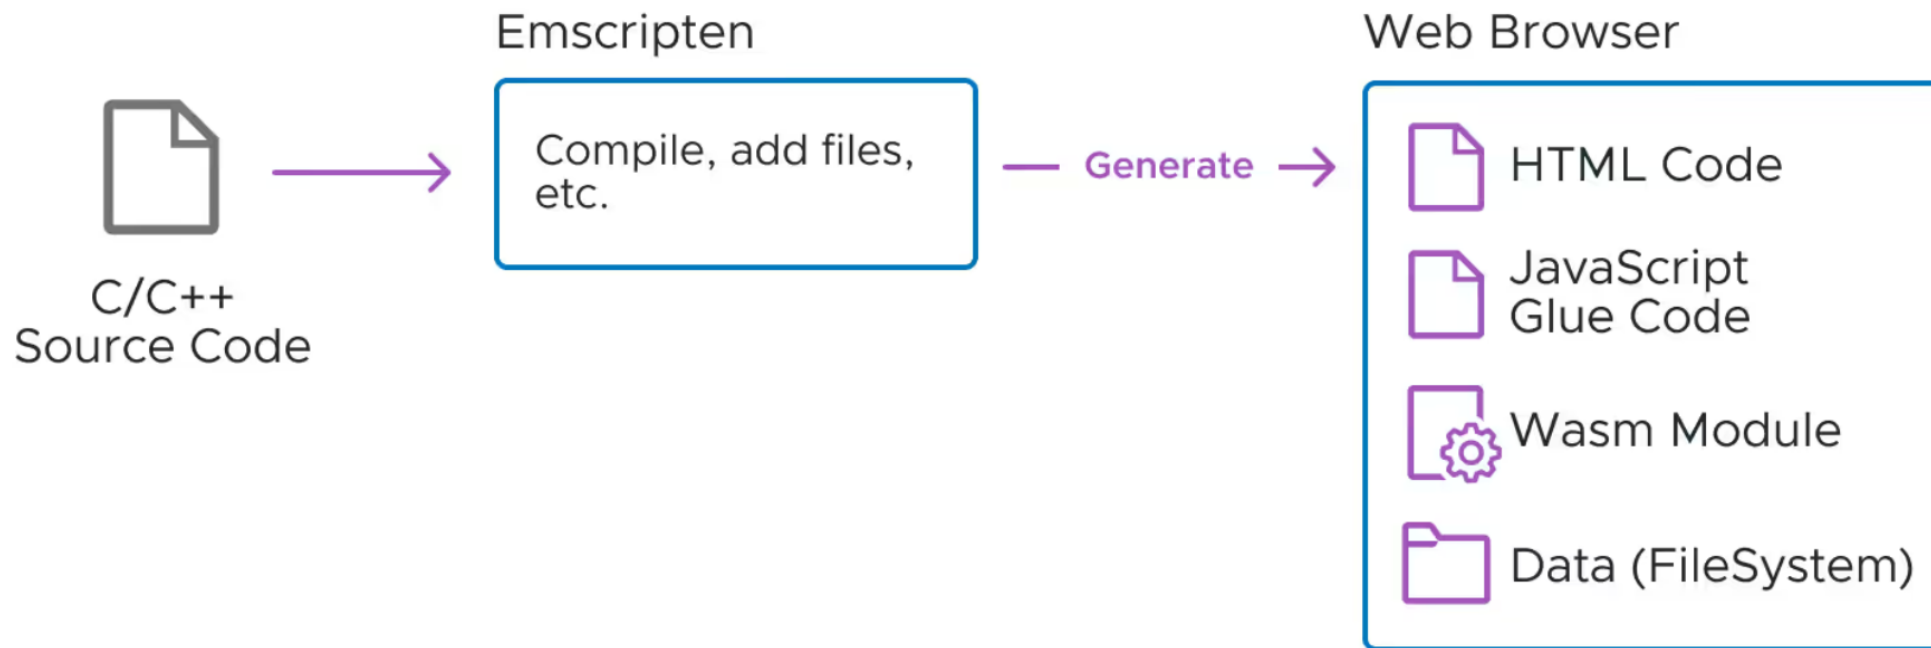 Emscripten
Web Browser
C/C++
Source Code
Compile, add files,
etc.
Generate
HTML Code
JavaScript
Glue Code
Wasm Module
Data (FileSystem)